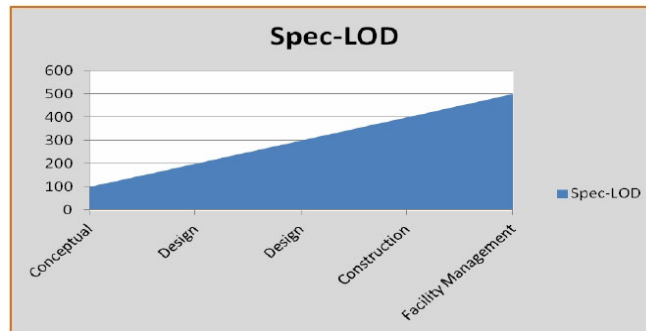 Spec-LOD
600
500
400
300
200
100
0
Conceptual
Design
Design
Construction
Facility Management
Spec-LOD